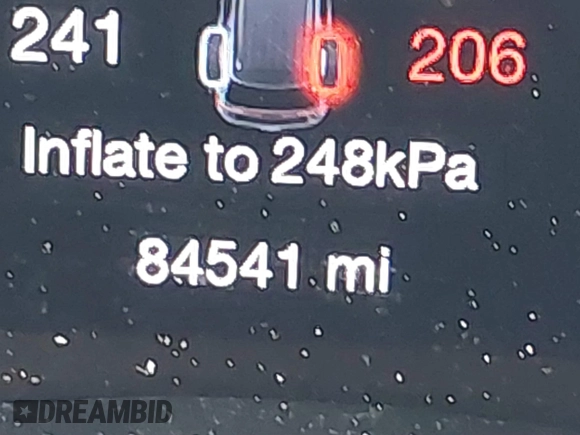 241 206
Inflate to 248kPa
84541 mi
DREAMBID